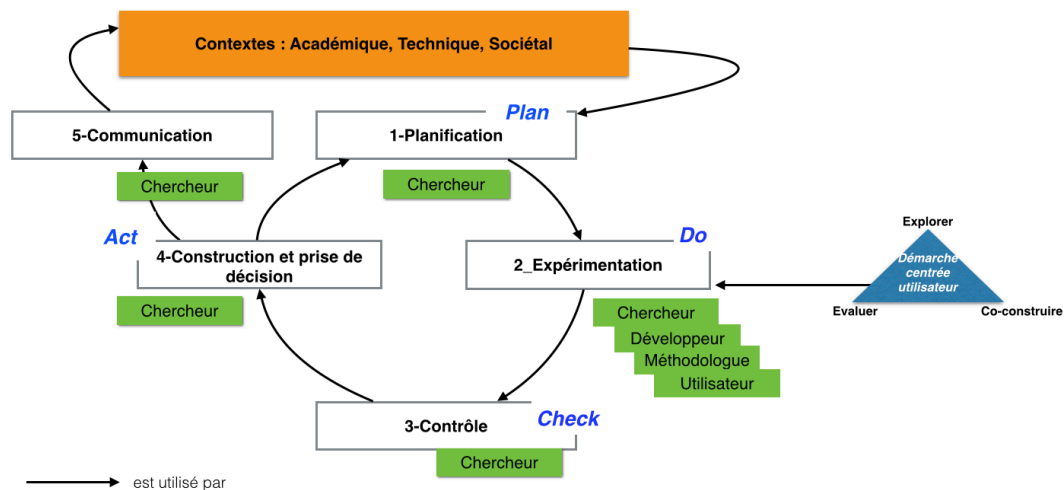 Contextes : Académique, Technique, Sociétal
Plan
5-Communication
1-Planification
Chercheur
Chercheur
Act
4-Construction et prise de
décision
Chercheur
Do
2_Expérimentation
Chercheur
Développeur
Méthodologue
Utilisateur
Explorer
Démarche
centrée
utilisateur
Evaluer
Co-construire
Check
3-Contrôle
Chercheur
est utilisé par